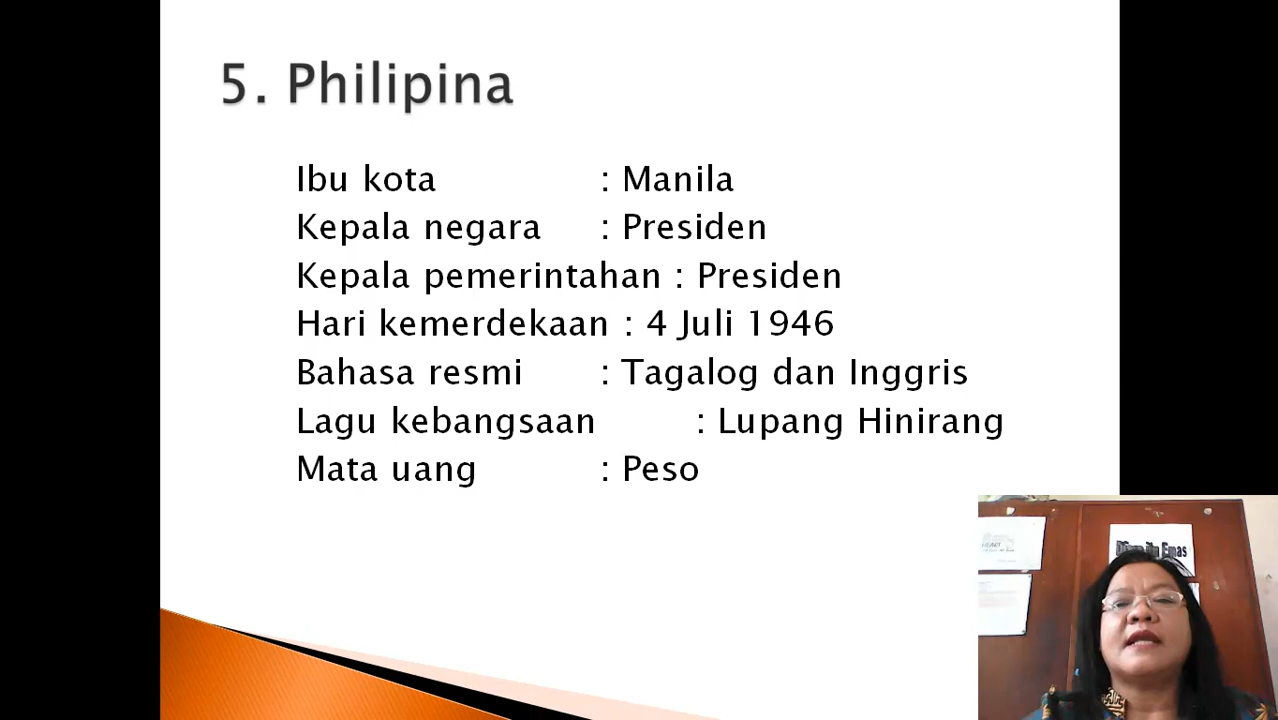 5. Philipina
Ibu kota : Manila
Kepala negara : Presiden
Kepala pemerintahan : Presiden
Hari kemerdekaan : 4 Juli 1946
Bahasa resmi : Tagalog dan Inggris
Lagu kebangsaan : Lupang Hinirang
Mata uang : Peso
Emas